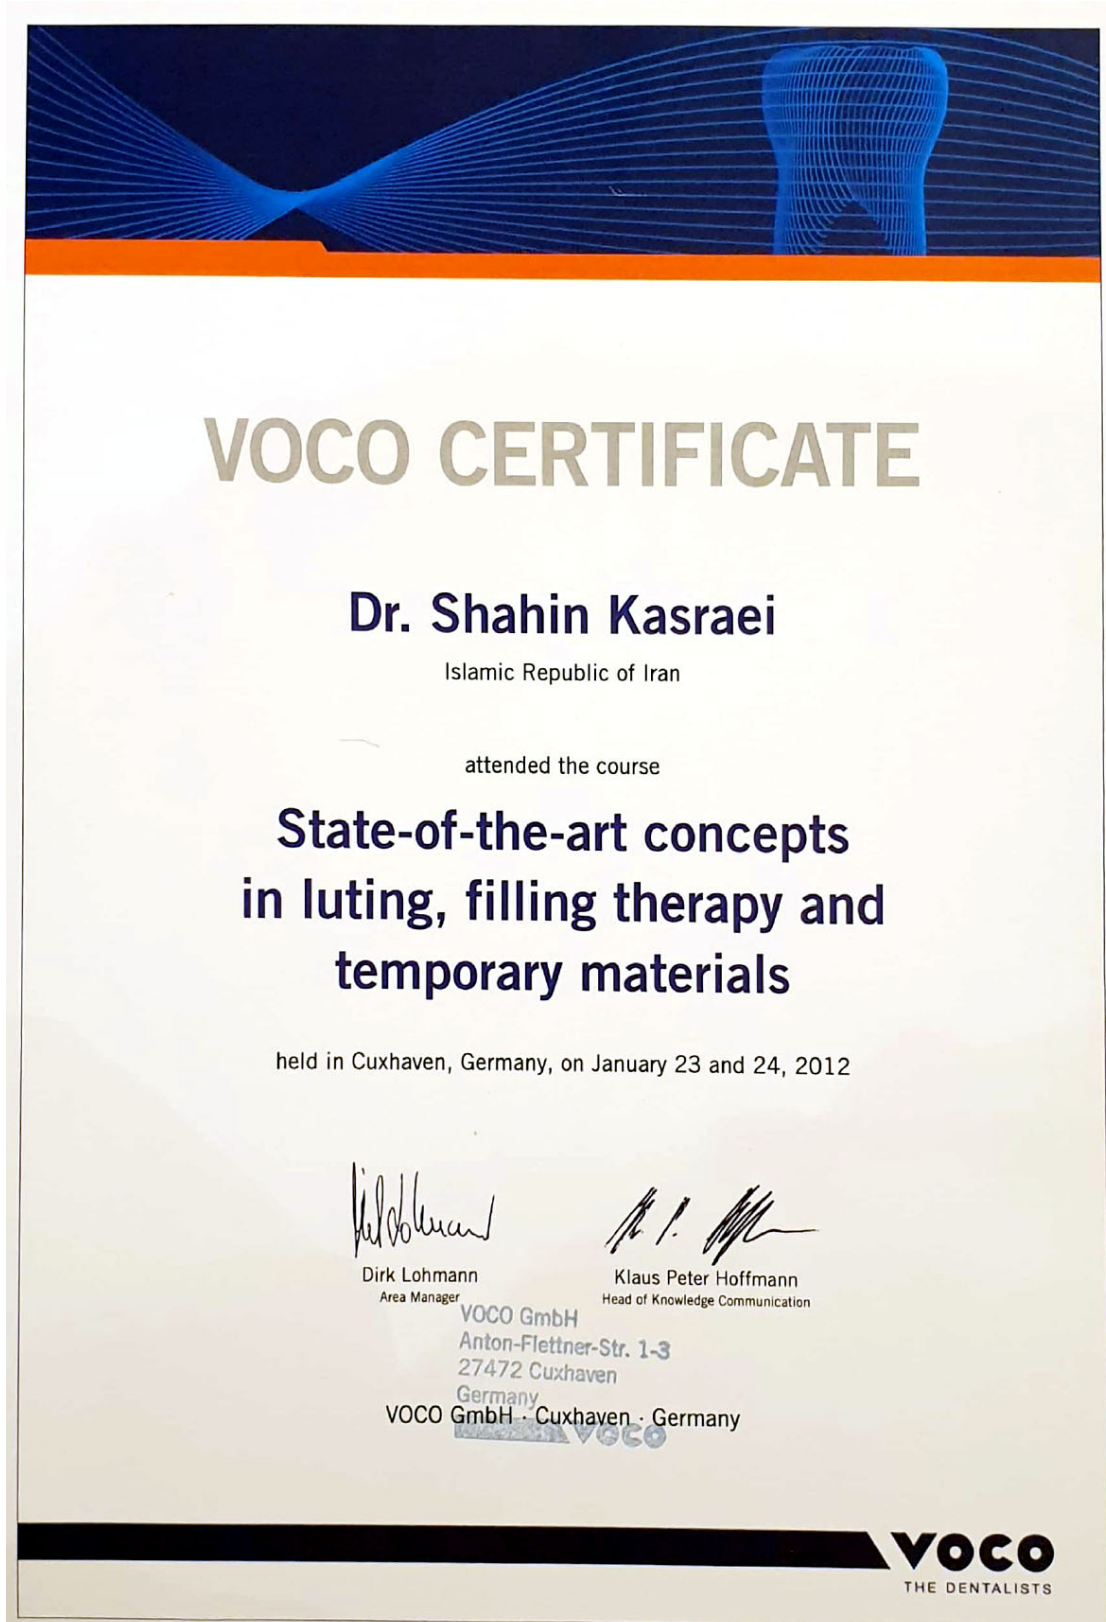 VOCO CERTIFICATE
Dr. Shahin Kasraei
Islamic Republic of Iran
attended the course
State-of-the-art concepts
in luting, filling therapy and
temporary materials
held in Cuxhaven, Germany, on January 23 and 24, 2012
Dirk Lohmann
Area Manager
Klaus Peter Hoffmann
Head of Knowledge Communication
VOCO GmbH
Anton-Flettner-Str. 1-3
27472 Cuxhaven
Germany
VOCO GmbH · Cuxhaven · Germany
VOCO
VOCO
THE DENTALISTS